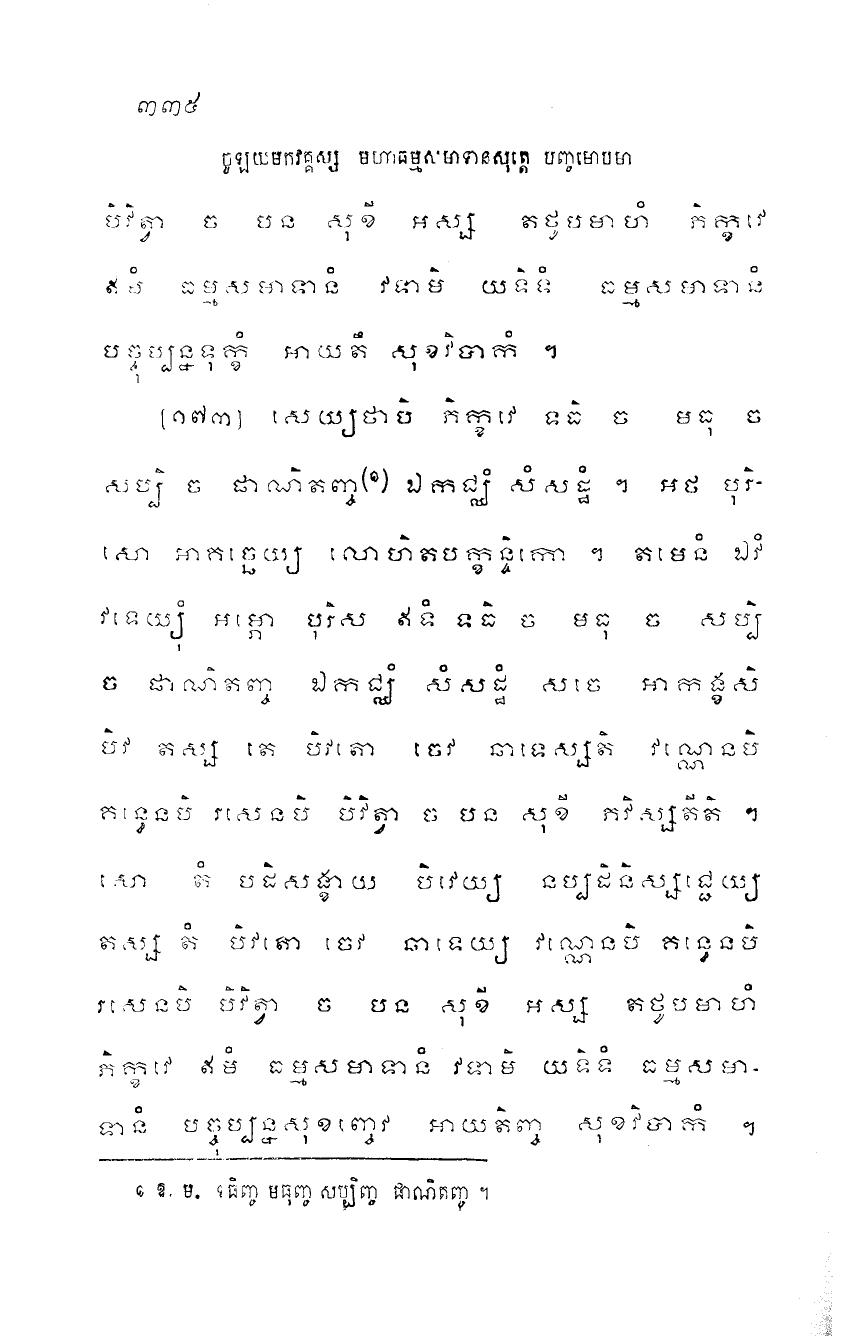 ៣៣៥
ចូឡយមកវគ្គស្ស មហាធម្មសមាទានសុត្តេ បញ្ចមោបមា
បិវិត្វា ច បន សុខី អស្ស តថូបមាហំ ភិក្ខវេ
ឥមំ ធម្មសមាទានំ វទាមិ យទិទំ ធម្មសមាទានំ
បច្ចុប្បន្នទុក្ខំ អាយតឹ សុខវិបាកំ ។
[១៧៣] សេយ្យថាបិ ភិក្ខវេ ទធិ ច មធុ ច
សប្បិ ច ផាណិតញ្ច(១) ឯកជ្ឈំ សំសដ្ឋំ ។ អថ បុរិ-
សោ អាគច្ឆេយ្យ លោហិតបក្ខន្ទិកោ ។ តមេនំ ឯវំ
វទេយ្យុំ អម្ភោ បុរិស ឥទំ ទធិ ច មធុ ច សប្បិ
ច ផាណិតញ្ច ឯកជ្ឈំ សំសដ្ឋំ សចេ អាកង្ខសិ
បិវ តស្ស តេ បិវតោ ចេវ ឆាទេស្សតិ វណ្ណេនបិ
គន្ធេនបិ រសេនបិ បិវិត្វា ច បន សុខី ភវិស្សតីតិ ។
សោ តំ បដិសង្ខាយ បិវេយ្យ នប្បដិនិស្សជ្ជេយ្យ
តស្ស តំ បិវតោ ចេវ ឆាទេយ្យ វណ្ណេនបិ គន្ធេនបិ
រសេនបិ បិវិត្វា ច បន សុខី អស្ស តថូបមាហំ
ភិក្ខវេ ឥមំ ធម្មសមាទានំ វទាមិ យទិទំ ធម្មសមា-
ទានំ បច្ចុប្បន្នសុខញ្ចេវ អាយតិញ្ច សុខវិបាកំ ។
១ ឱ. ម. ទធិញ្ច មធុញ្ច សប្បិញ្ច ផាណិតញ្ច ។